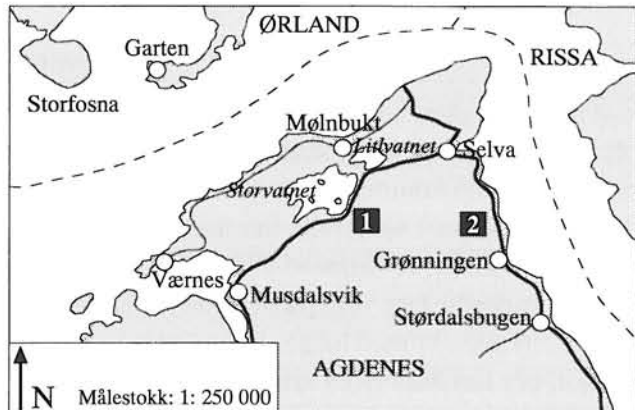 ØRLAND
Garten
RISSA
Storfosna
Mølnbukt
Litlvatnet
Selva
Storvatnet
1
2
Grønningen
Værnes
Musdalsvik
Størdalsbugen
AGDENES
N
Målestokk: 1: 250 000